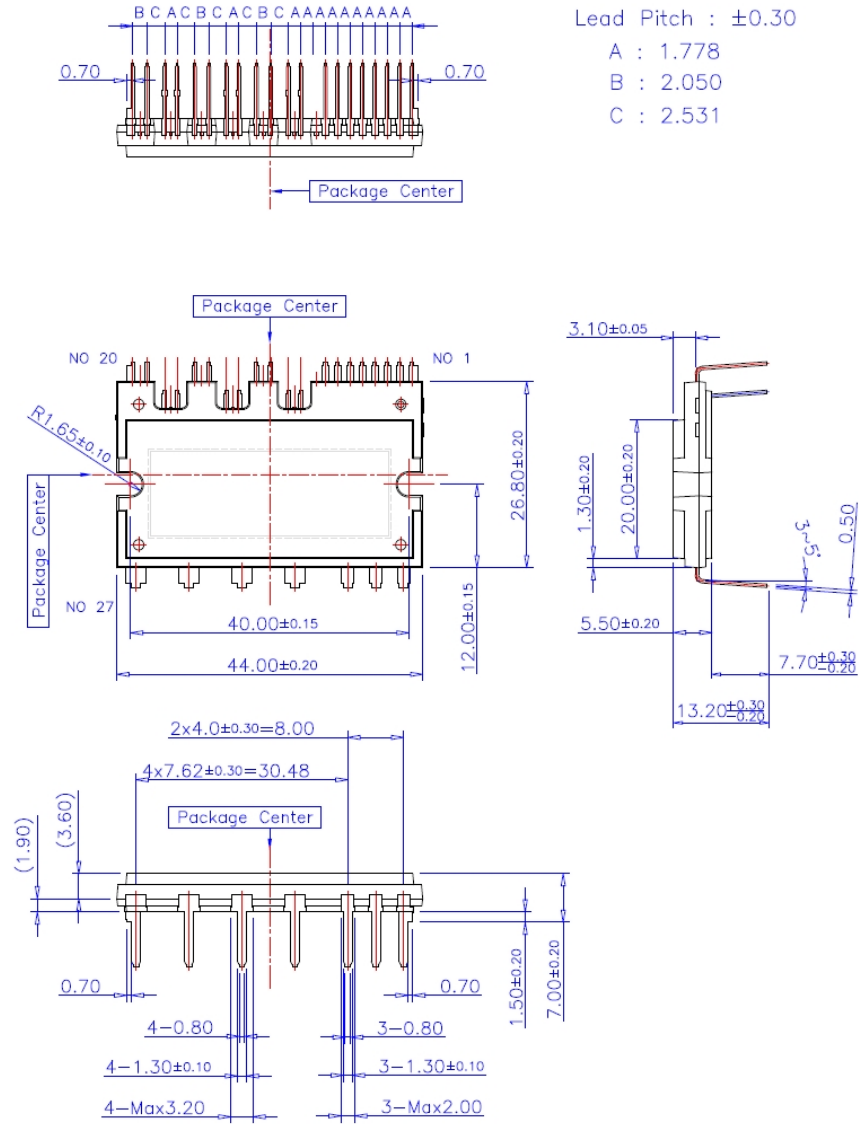 B C A C B C A C B C A A A A A A A A A A
Lead Pitch : ±0.30
A : 1.778
B : 2.050
C : 2.531
0.70
0.70
Package Center
Package Center
NO 20
NO 1
R1.65±0.10
Package Center
26.80±0.20
12.00±0.15
NO 27
40.00±0.15
44.00±0.20
3.10±0.05
1.30±0.20
20.00±0.20
3~5°
0.50
5.50±0.20
7.70±0.30
-0.20
13.20±0.30
-0.20
2x4.0±0.30=8.00
4x7.62±0.30=30.48
Package Center
(1.90)
(3.60)
0.70
0.70
1.50±0.20
7.00±0.20
4-0.80
3-0.80
4-1.30±0.10
3-1.30±0.10
4-Max3.20
3-Max2.00